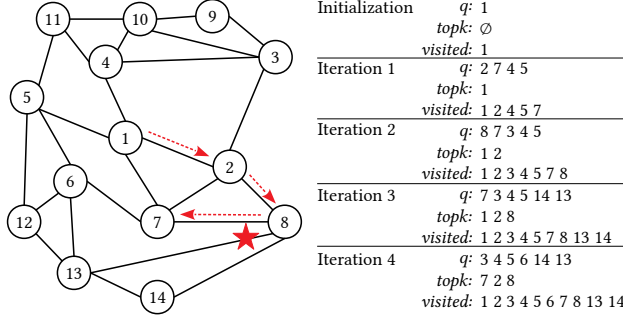 11
10
9
4
3
5
1
2
6
12
7
8
13
14
Initialization q: 1
topk: ∅
visited: 1
Iteration 1 q: 2 7 4 5
topk: 1
visited: 1 2 4 5 7
Iteration 2 q: 8 7 3 4 5
topk: 1 2
visited: 1 2 3 4 5 7 8
Iteration 3 q: 7 3 4 5 14 13
topk: 1 2 8
visited: 1 2 3 4 5 7 8 13 14
Iteration 4 q: 3 4 5 6 14 13
topk: 7 2 8
visited: 1 2 3 4 5 6 7 8 13 14